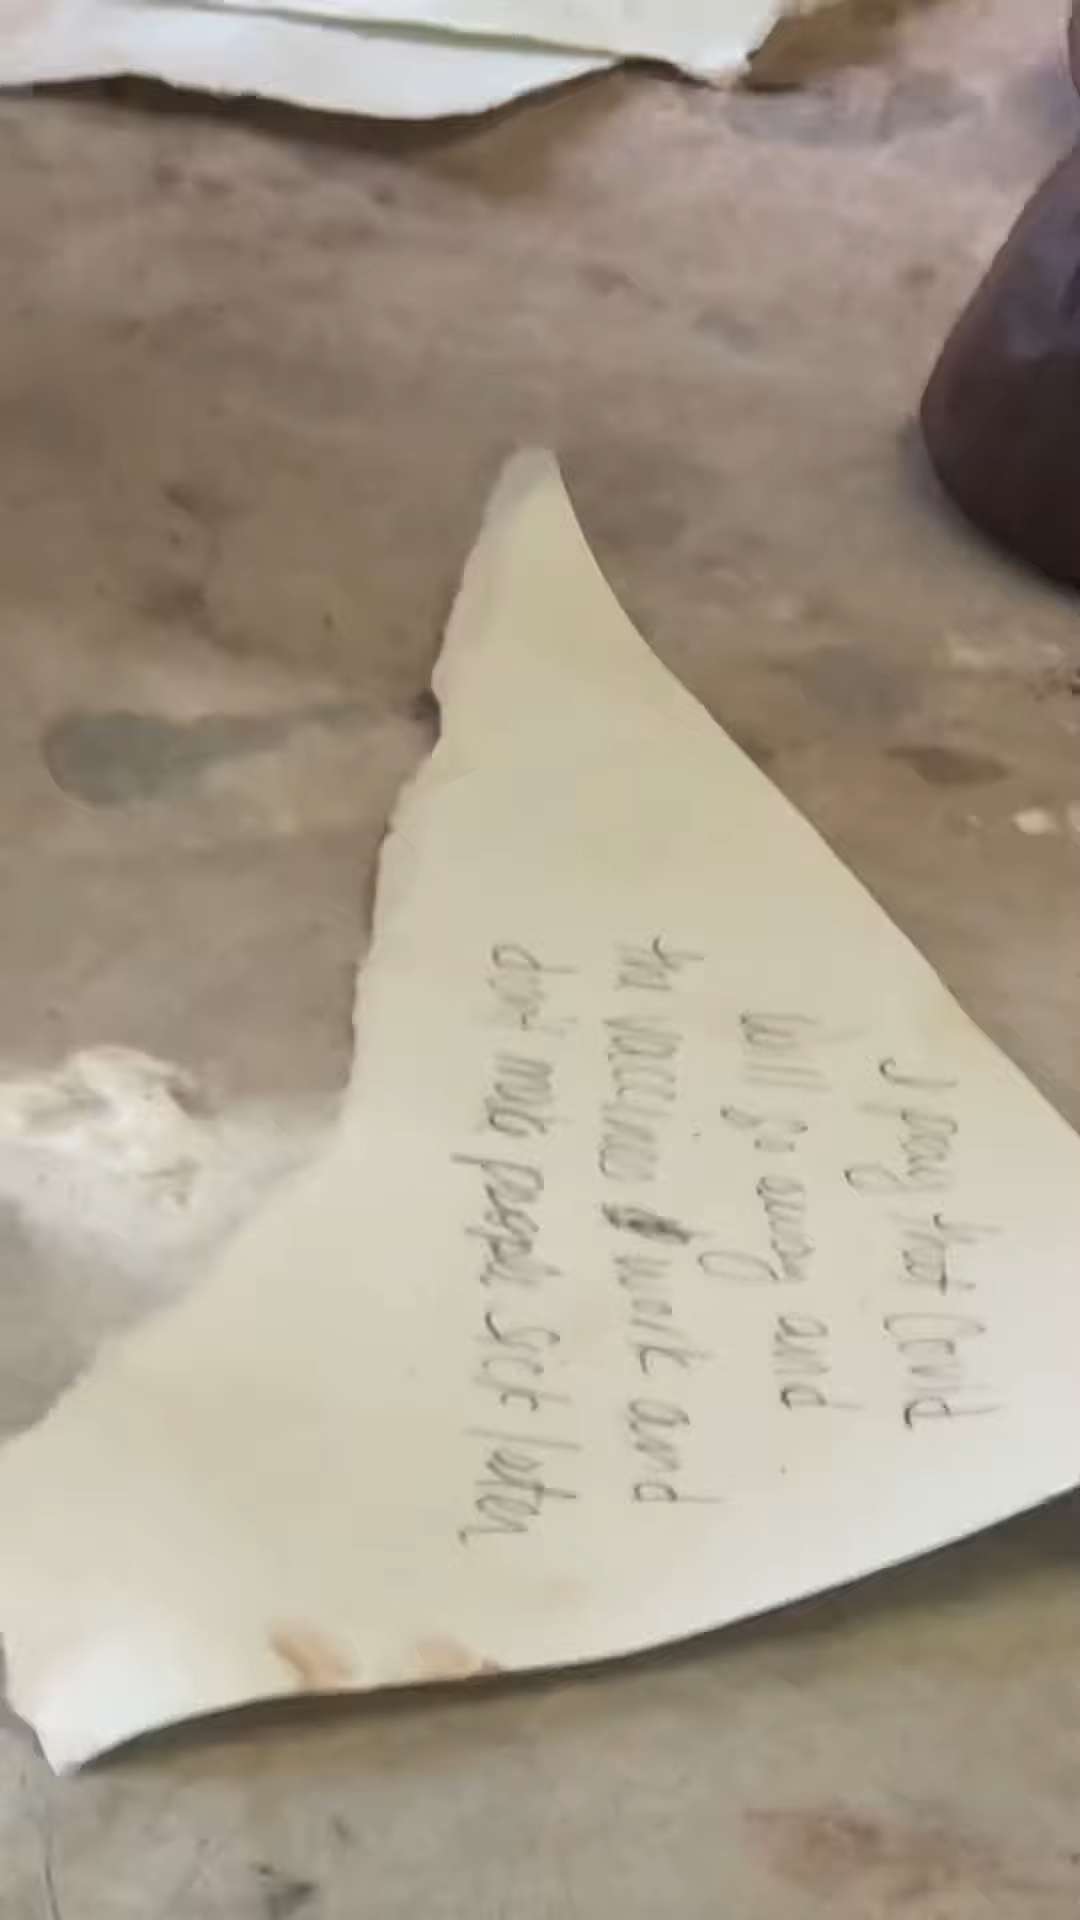 I pray that Covid
will go away and
the vaccines work and
don't make people sick later